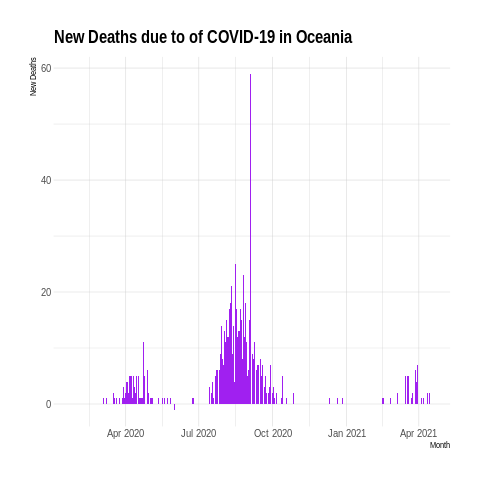 New Deaths due to of COVID-19 in Oceania
New Deaths
60
40
20
0
Apr 2020 Jul 2020 Oct 2020 Jan 2021 Apr 2021
Month